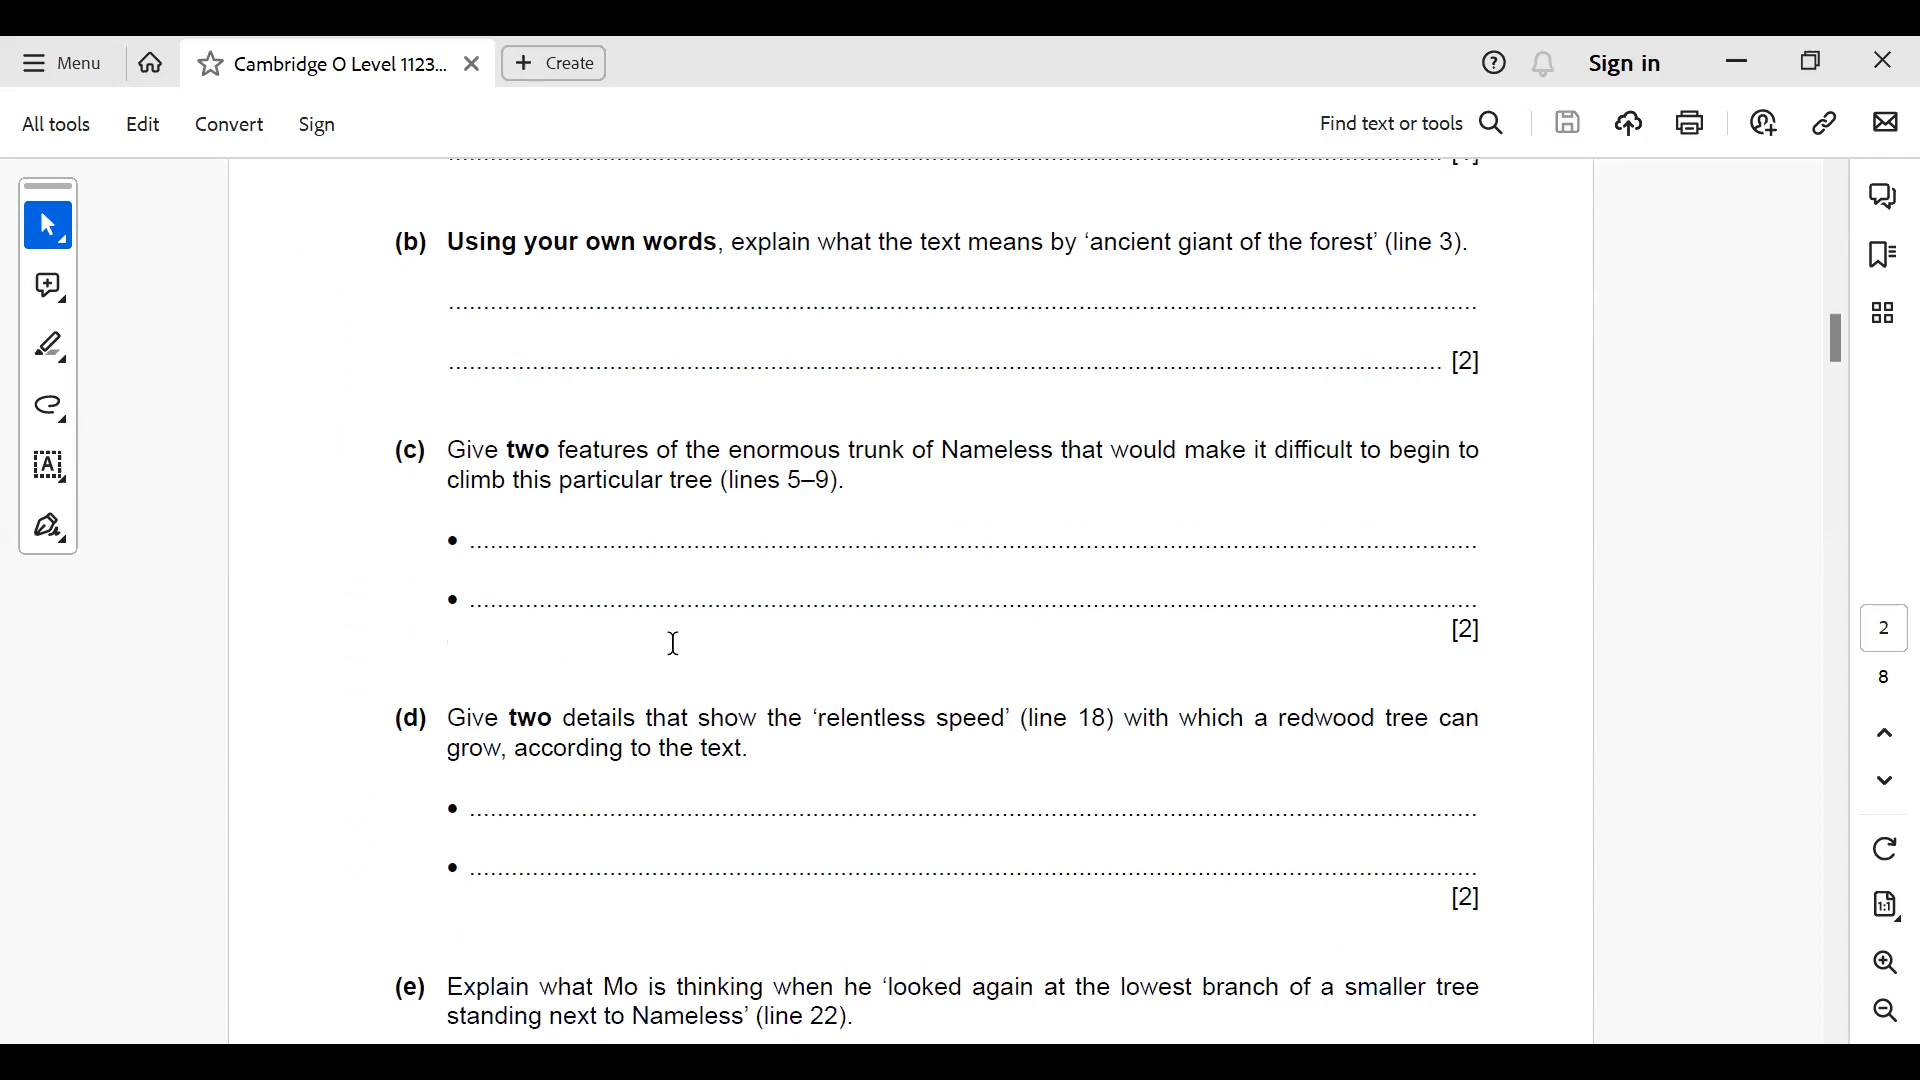 Menu
Cambridge O Level 1123...
Create
Sign in
All tools
Edit
Convert
Sign
Find text or tools
(b) Using your own words, explain what the text means by ‘ancient giant of the forest’ (line 3).
..........
.......... [2]
(c) Give two features of the enormous trunk of Nameless that would make it difficult to begin to
climb this particular tree (lines 5–9).
• ..........
• ..........
[2]
(d) Give two details that show the ‘relentless speed’ (line 18) with which a redwood tree can
grow, according to the text.
• ..........
• ..........
[2]
(e) Explain what Mo is thinking when he ‘looked again at the lowest branch of a smaller tree
standing next to Nameless’ (line 22).
2
8
1:1